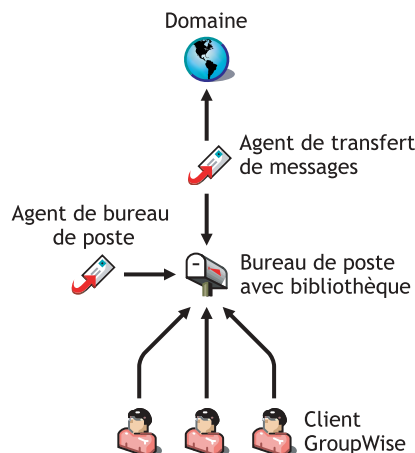 Domaine
Agent de transfert
de messages
Agent de bureau
de poste
Bureau de poste
avec bibliothèque
Client
GroupWise